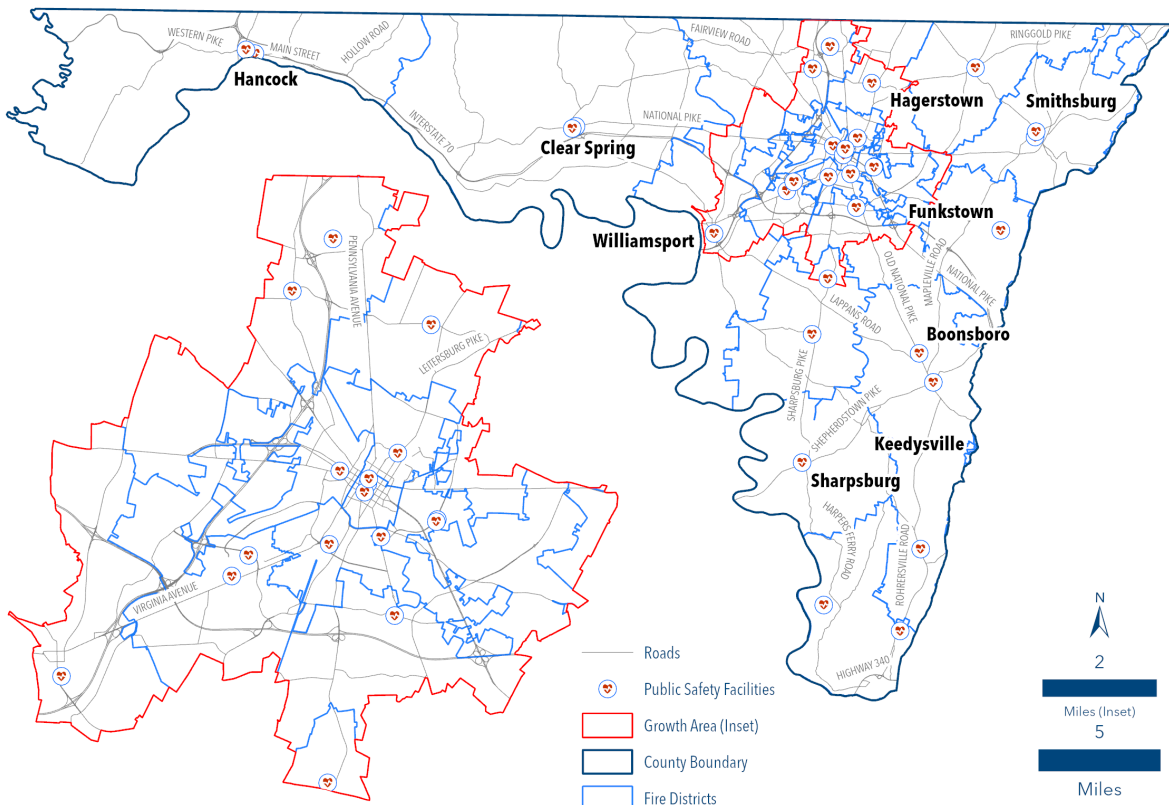 WESTERN PIKE
MAIN STREET
HOLLOW ROAD
FAIRVIEW ROAD
RINGGOLD PIKE
Hancock
Hagerstown
Smithsburg
INTERSTATE 70
NATIONAL PIKE
Clear Spring
Funkstown
Williamsport
PENNSYLVANIA AVENUE
LEITERSBURG PIKE
OLD NATIONAL PIKE
MAPLEVILLE ROAD
NATIONAL PIKE
LAPPANS ROAD
Boonsboro
SHARPSBURG PIKE
SHEPHERDSTOWN PIKE
Keedysville
Sharpsburg
HARPERS FERRY ROAD
ROHRERSVILLE ROAD
VIRGINIA AVENUE
HIGHWAY 340
Roads
Public Safety Facilities
Growth Area (Inset)
County Boundary
Fire Districts
N
2
Miles (Inset)
5
Miles